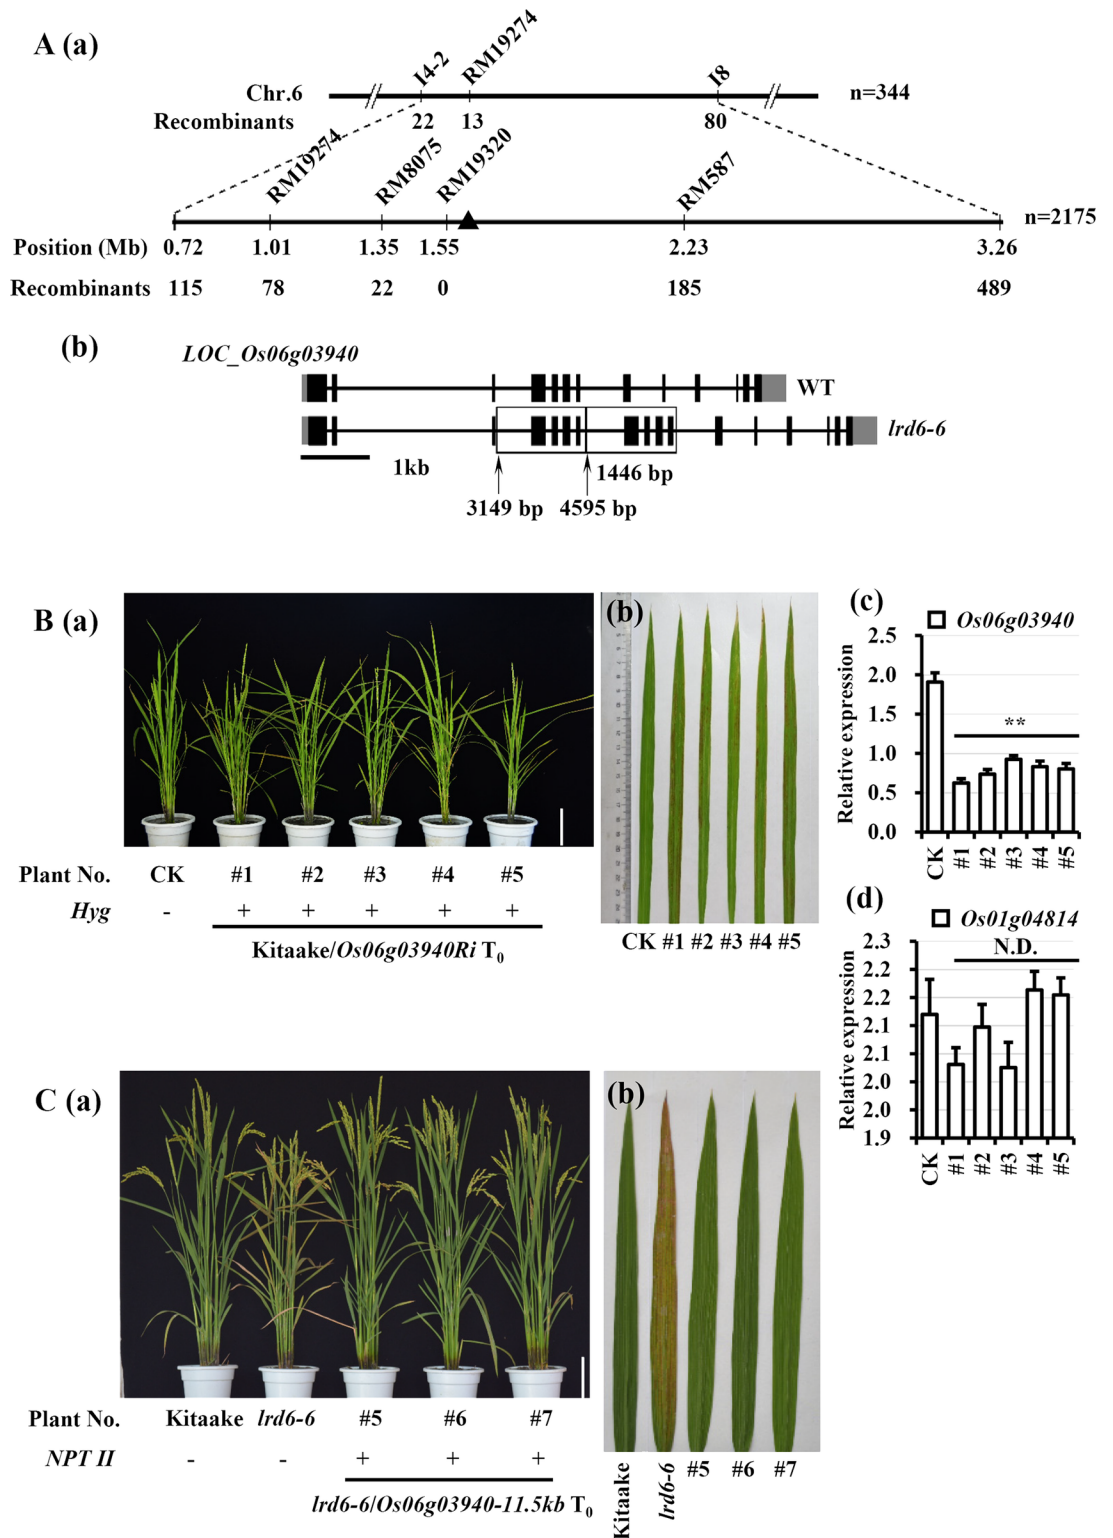 A (a)
I4-2 RM19274 I8
Chr.6 n=344
Recombinants 22 13 80
RM19274 RM8075 RM19320 RM587
n=2175
Position (Mb) 0.72 1.01 1.35 1.55 2.23 3.26
Recombinants 115 78 22 0 185 489
(b)
LOC_Os06g03940
WT
lrd6-6
1kb 1446 bp
3149 bp 4595 bp
B (a)
Plant No. CK #1 #2 #3 #4 #5
Hyg - + + + + +
Kitaake/Os06g03940Ri T0
(b)
CK #1 #2 #3 #4 #5
(c)
Os06g03940
Relative expression
2.5
2.0
1.5
1.0
0.5
0.0
**
CK #1 #2 #3 #4 #5
(d)
Os01g04814
N.D.
Relative expression
2.3
2.2
2.2
2.1
2.1
2.0
2.0
1.9
CK #1 #2 #3 #4 #5
C (a)
Plant No. Kitaake lrd6-6 #5 #6 #7
NPT II - - + + +
lrd6-6/Os06g03940-11.5kb T0
(b)
Kitaake lrd6-6 #5 #6 #7